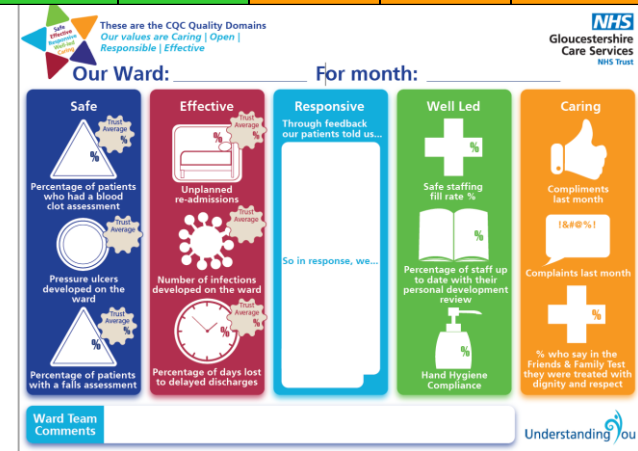 These are the CQC Quality Domains
Our values are Caring | Open |
Responsible | Effective
Safe
Effective
Responsive
Well-led
Caring
NHS
Gloucestershire
Care Services
NHS Trust
Our Ward:
For month:
Safe
Trust
Average
%
%
Percentage of patients
who had a blood
clot assessment
Trust
Average
Pressure ulcers
developed on the
ward
Trust
Average
%
%
Percentage of patients
with a falls assessment
Effective
Trust
Average
%
%
Unplanned
re-admissions
Trust
Average
Number of infections
developed on the ward
Trust
Average
%
%
Percentage of days lost
to delayed discharges
Responsive
Through feedback
our patients told us...
So in response, we...
Well Led
%
Safe staffing
fill rate %
%
Percentage of staff up
to date with their
personal development
review
%
Hand Hygiene
Compliance
Caring
Compliments
last month
!&#@%!
Complaints last month
%
% who say in the
Friends & Family Test
they were treated with
dignity and respect
Ward Team
Comments
Understanding You